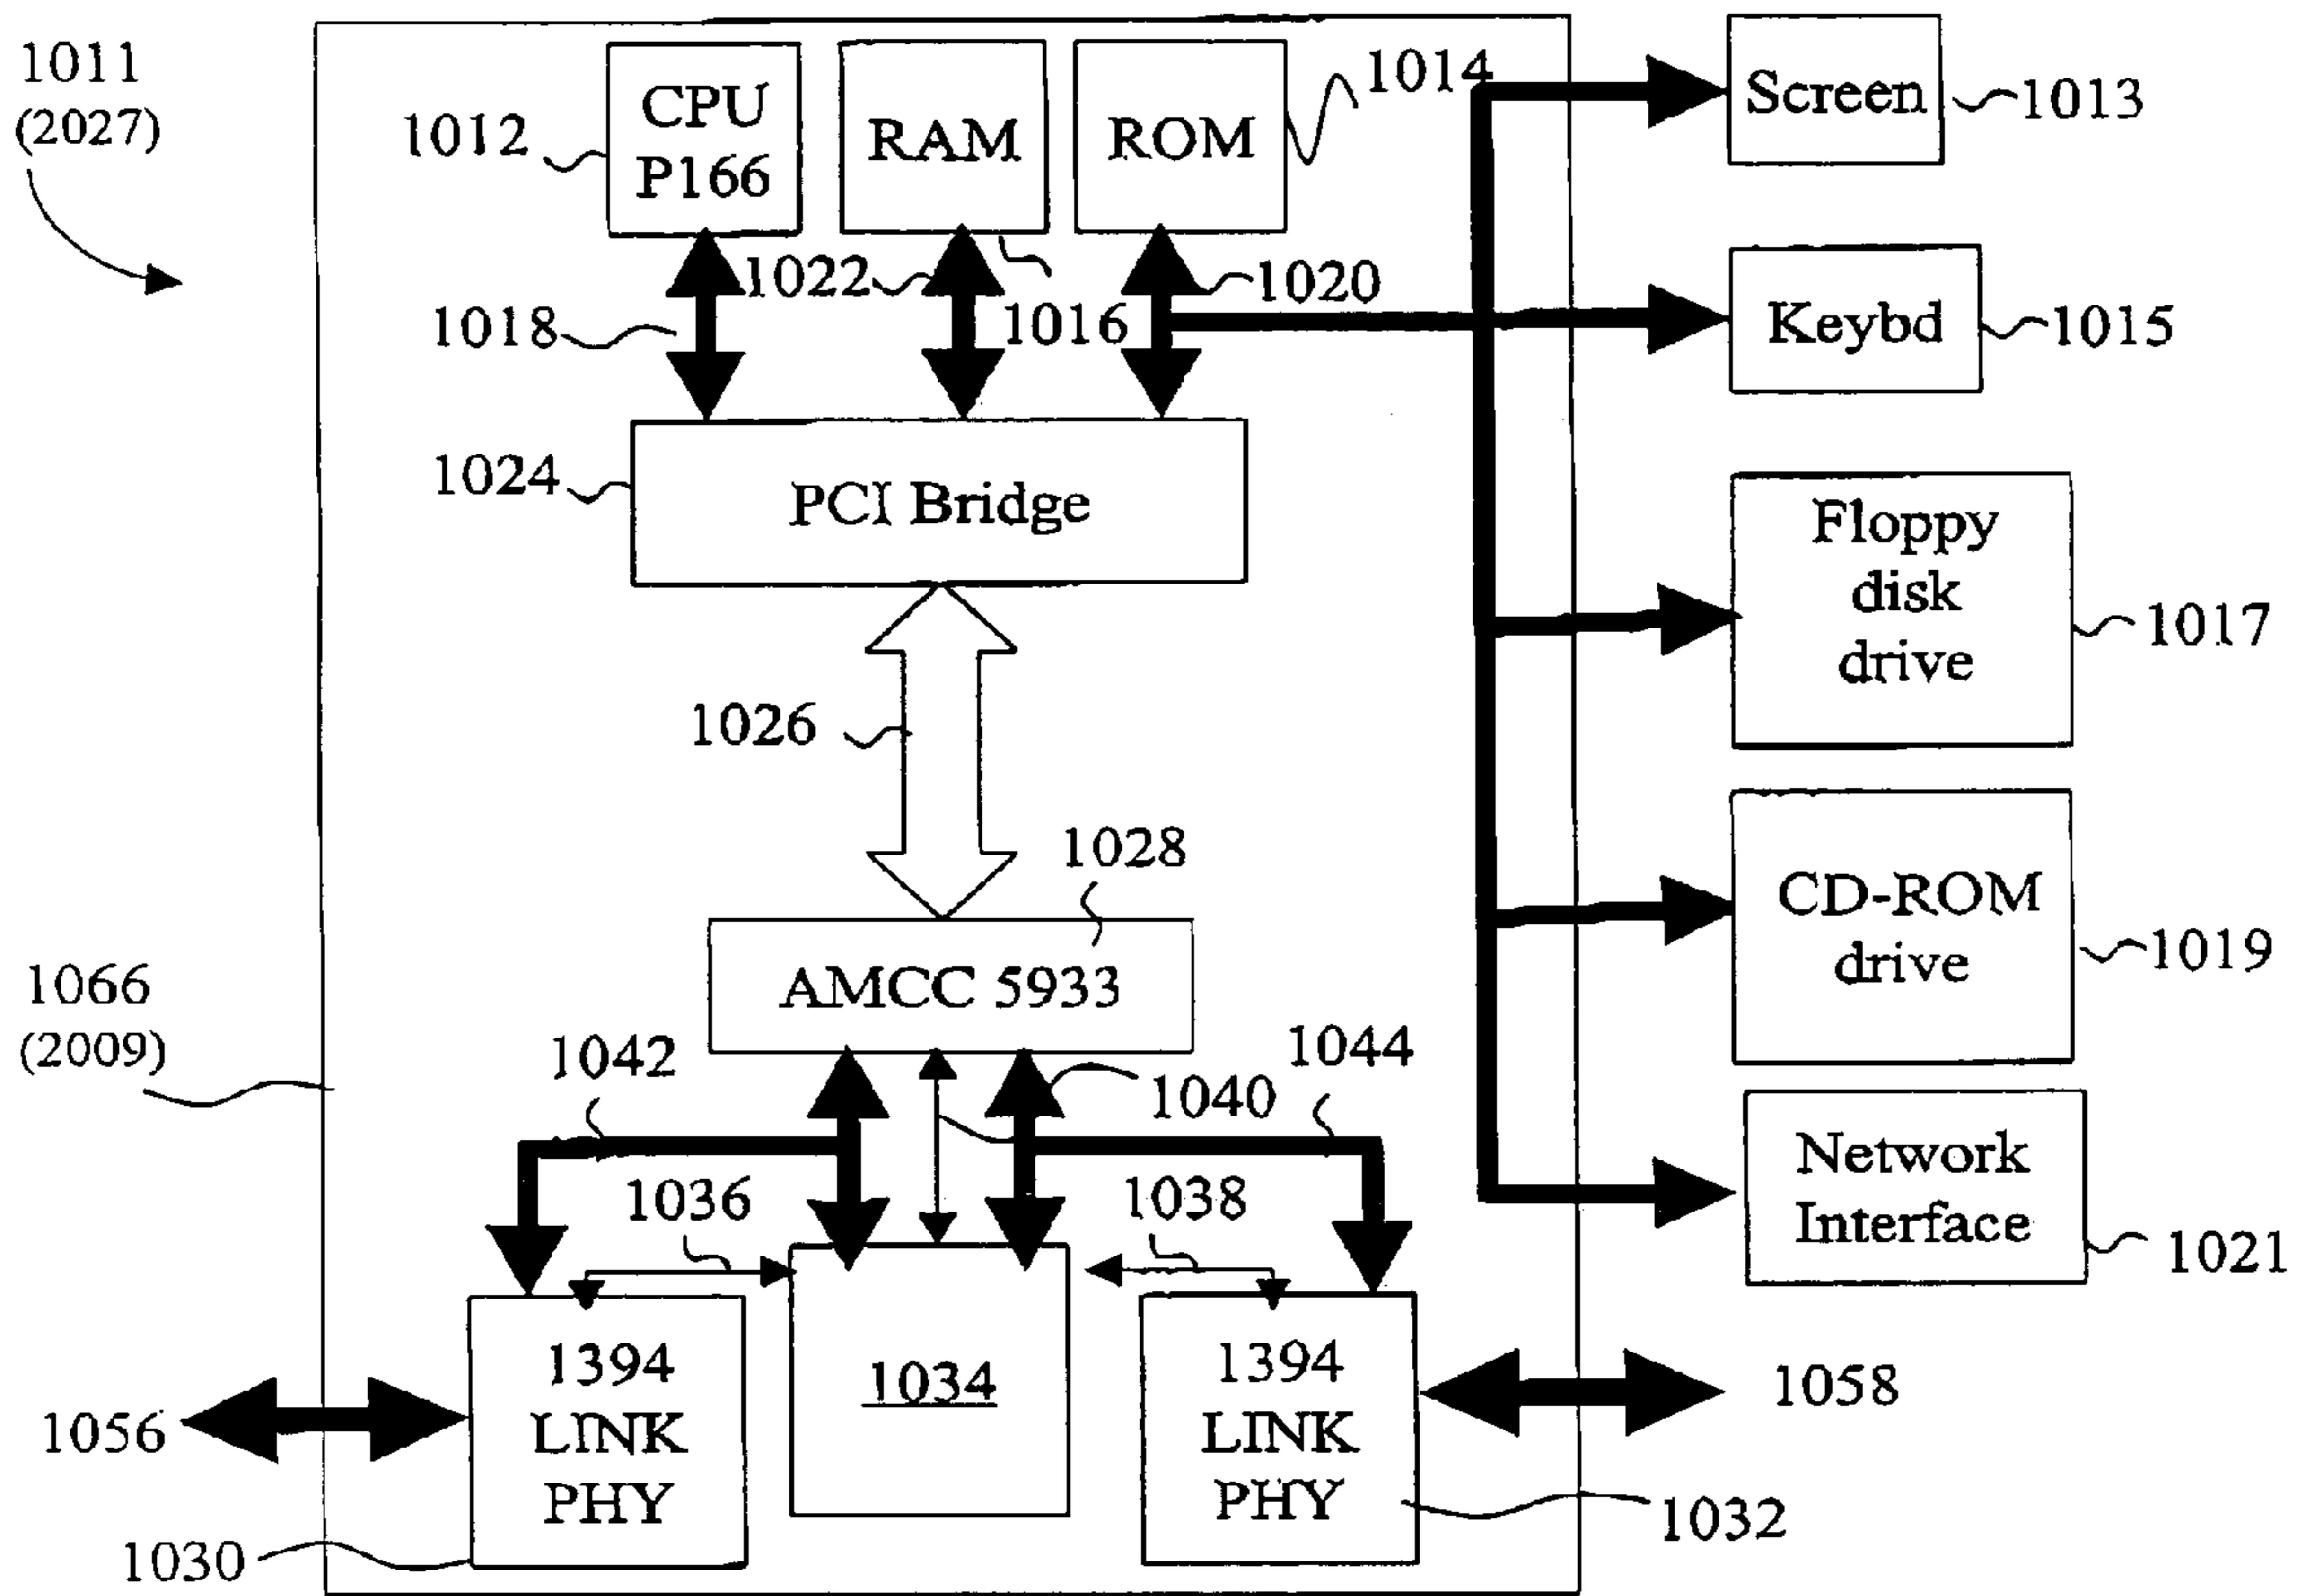 1011
(2027)
1012
CPU
P166
RAM
ROM
1014
Screen
1013
1018
1022
1016
1020
Keybd
1015
1024
PCI Bridge
Floppy
disk
drive
1017
1026
1028
AMCC 5933
CD-ROM
drive
1019
1066
(2009)
1042
1040
1044
1036
1038
Network
Interface
1021
1056
1394
LINK
PHY
1034
1394
LINK
PHY
1058
1030
1032